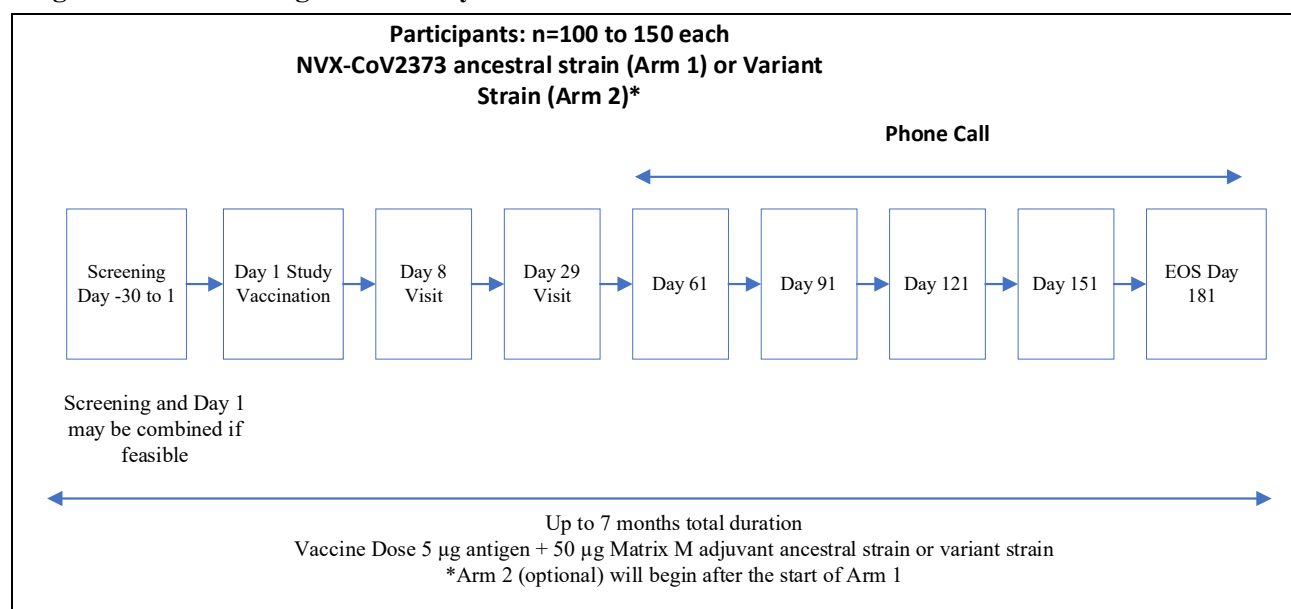 Participants: n=100 to 150 each
NVX-CoV2373 ancestral strain (Arm 1) or Variant
Strain (Arm 2)*
Phone Call
Screening
Day -30 to 1
Day 1 Study
Vaccination
Day 8
Visit
Day 29
Visit
Day 61
Day 91
Day 121
Day 151
EOS Day
181
Screening and Day 1
may be combined if
feasible
Up to 7 months total duration
Vaccine Dose 5 µg antigen + 50 µg Matrix M adjuvant ancestral strain or variant strain
*Arm 2 (optional) will begin after the start of Arm 1